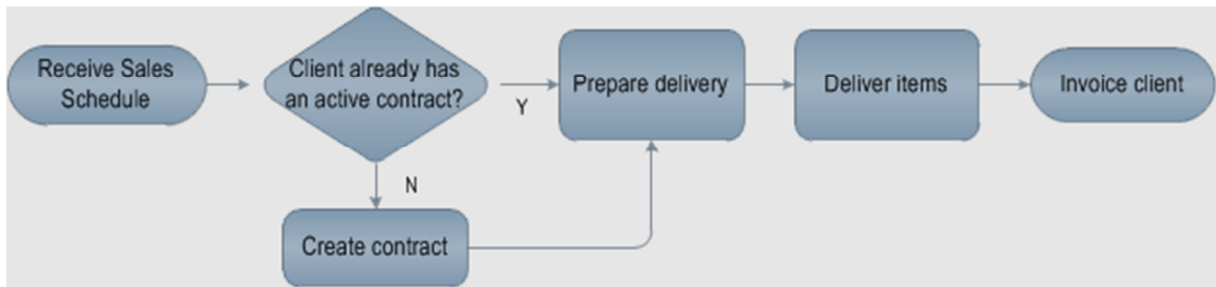 Receive Sales
Schedule
Client already has
an active contract?
Y
Prepare delivery
Deliver items
Invoice client
N
Create contract